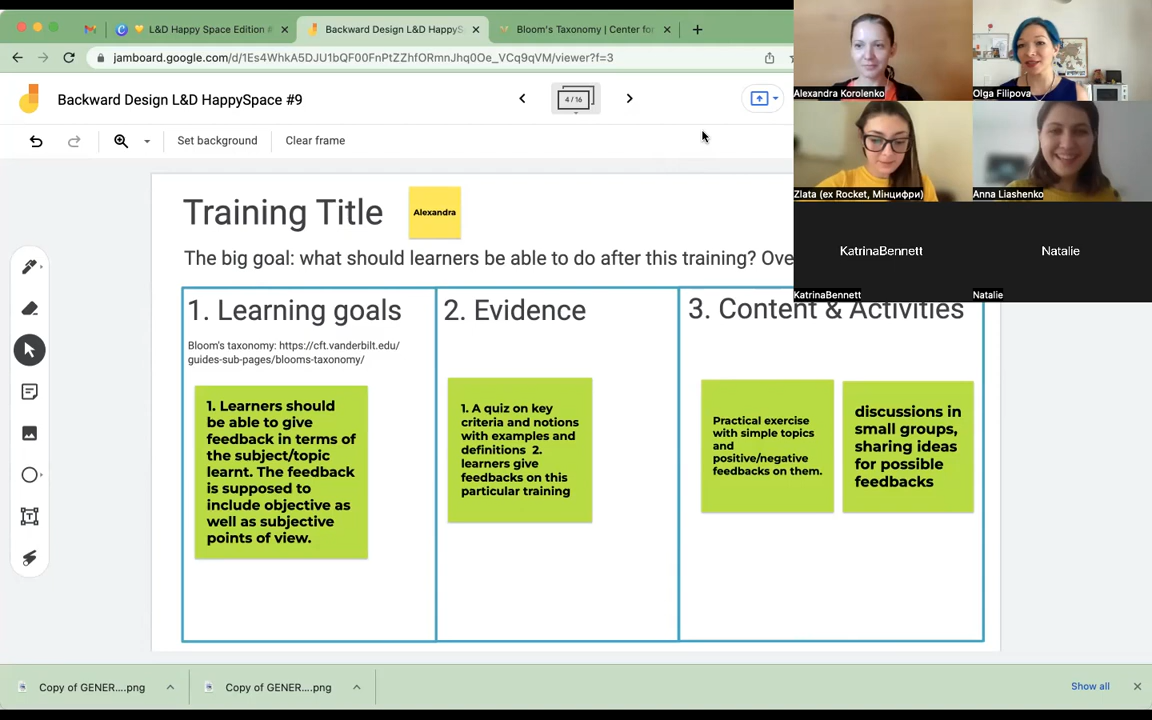 L&D Happy Space Edition #
Backward Design L&D HappyS
Bloom's Taxonomy | Center for
jamboard.google.com/d/1Es4WhkA5DJU1bQF00FnPtZZhfORmnJhq0Oe_VCq9qVM/viewer?f=3
Backward Design L&D HappySpace #9
4 / 16
Set background
Clear frame
Alexandra Korolenko
Olga Filipova
Zlata (ex Rocket, Мінцифри)
Anna Liashenko
KatrinaBennett
Natalie
KatrinaBennett
Natalie
Training Title
Alexandra
The big goal: what should learners be able to do after this training? Ove
1. Learning goals
Bloom's taxonomy: https://cft.vanderbilt.edu/
guides-sub-pages/blooms-taxonomy/
1. Learners should
be able to give
feedback in terms of
the subject/topic
learnt. The feedback
is supposed to
include objective as
well as subjective
points of view.
2. Evidence
1. A quiz on key
criteria and notions
with examples and
definitions 2.
learners give
feedbacks on this
particular training
3. Content & Activities
Practical exercise
with simple topics
and
positive/negative
feedbacks on them.
discussions in
small groups,
sharing ideas
for possible
feedbacks
Copy of GENER....png
Copy of GENER....png
Show all